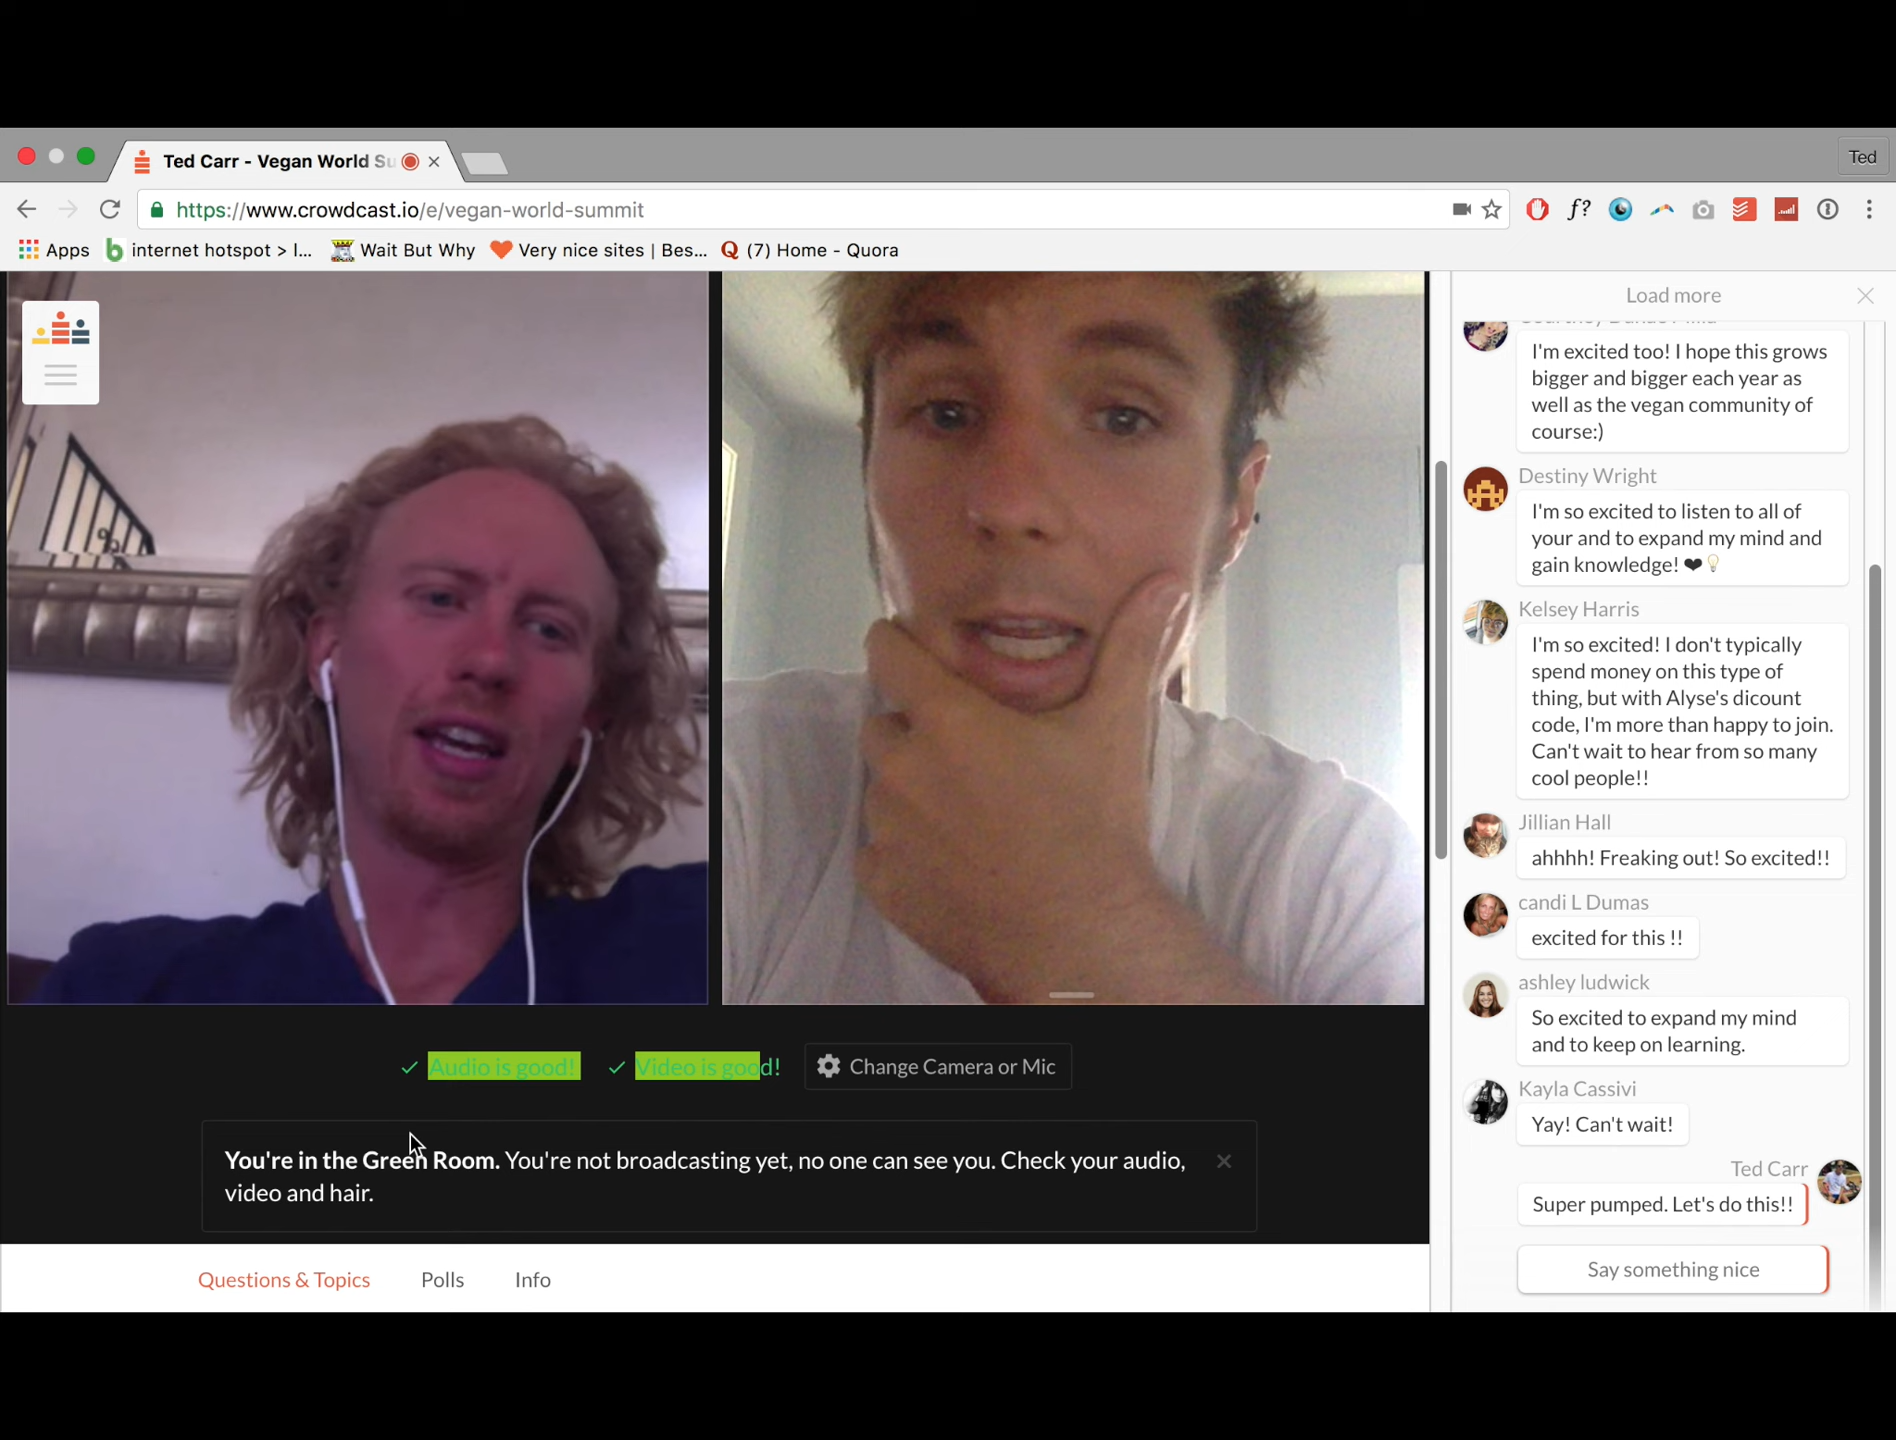 Ted Carr - Vegan World Su
Ted
https://www.crowdcast.io/e/vegan-world-summit
f?
Apps
internet hotspot > I...
Wait But Why
Very nice sites | Bes...
(7) Home - Quora
Load more
I'm excited too! I hope this grows
bigger and bigger each year as
well as the vegan community of
course:)
Destiny Wright
I'm so excited to listen to all of
your and to expand my mind and
gain knowledge! ❤💡
Kelsey Harris
I'm so excited! I don't typically
spend money on this type of
thing, but with Alyse's dicount
code, I'm more than happy to join.
Can't wait to hear from so many
cool people!!
Jillian Hall
ahhhh! Freaking out! So excited!!
candi L Dumas
excited for this !!
ashley ludwick
So excited to expand my mind
and to keep on learning.
Kayla Cassivi
Yay! Can't wait!
Ted Carr
Super pumped. Let's do this!!
Say something nice
Audio is good!
Video is good!
Change Camera or Mic
You're in the Green Room. You're not broadcasting yet, no one can see you. Check your audio,
video and hair.
Questions & Topics
Polls
Info